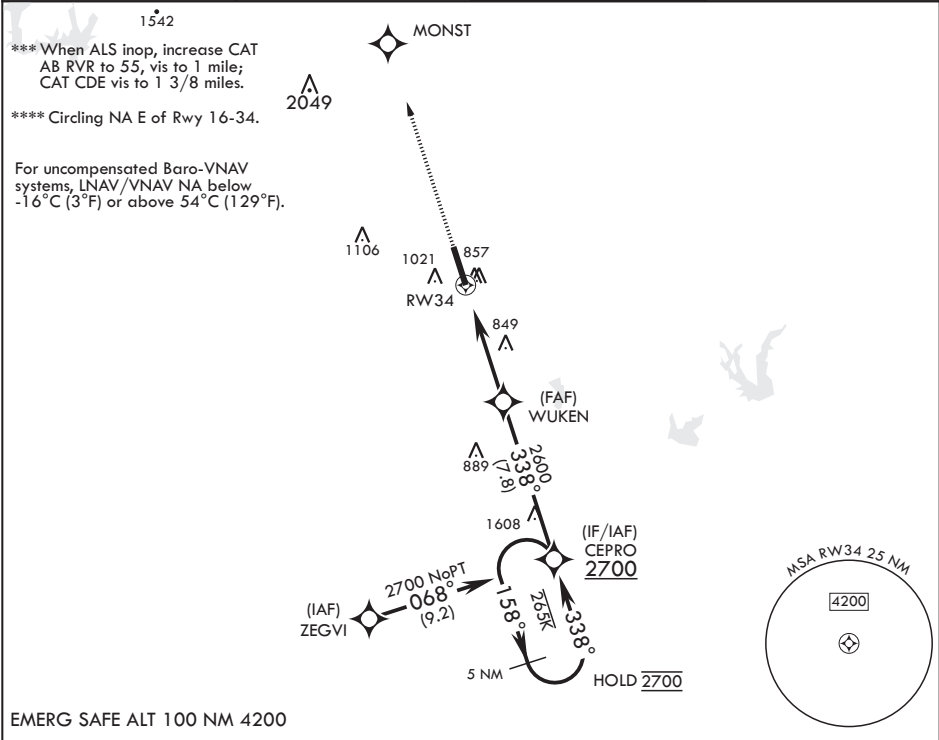 1542
*** When ALS inop, increase CAT
AB RVR to 55, vis to 1 mile;
CAT CDE vis to 1 3/8 miles.
**** Circling NA E of Rwy 16-34.
For uncompensated Baro-VNAV
systems, LNAV/VNAV NA below
-16°C (3°F) or above 54°C (129°F).
MONST
2049
1106
1021
857
RW34
849
(FAF)
WUKEN
889
2600
338°
(7.8)
1608
(IF/IAF)
CEPRO
2700
2700 NoPT
068°
(9.2)
(IAF)
ZEGVI
158°
265K
338°
5 NM
HOLD 2700
MSA RW34 25 NM
4200
EMERG SAFE ALT 100 NM 4200